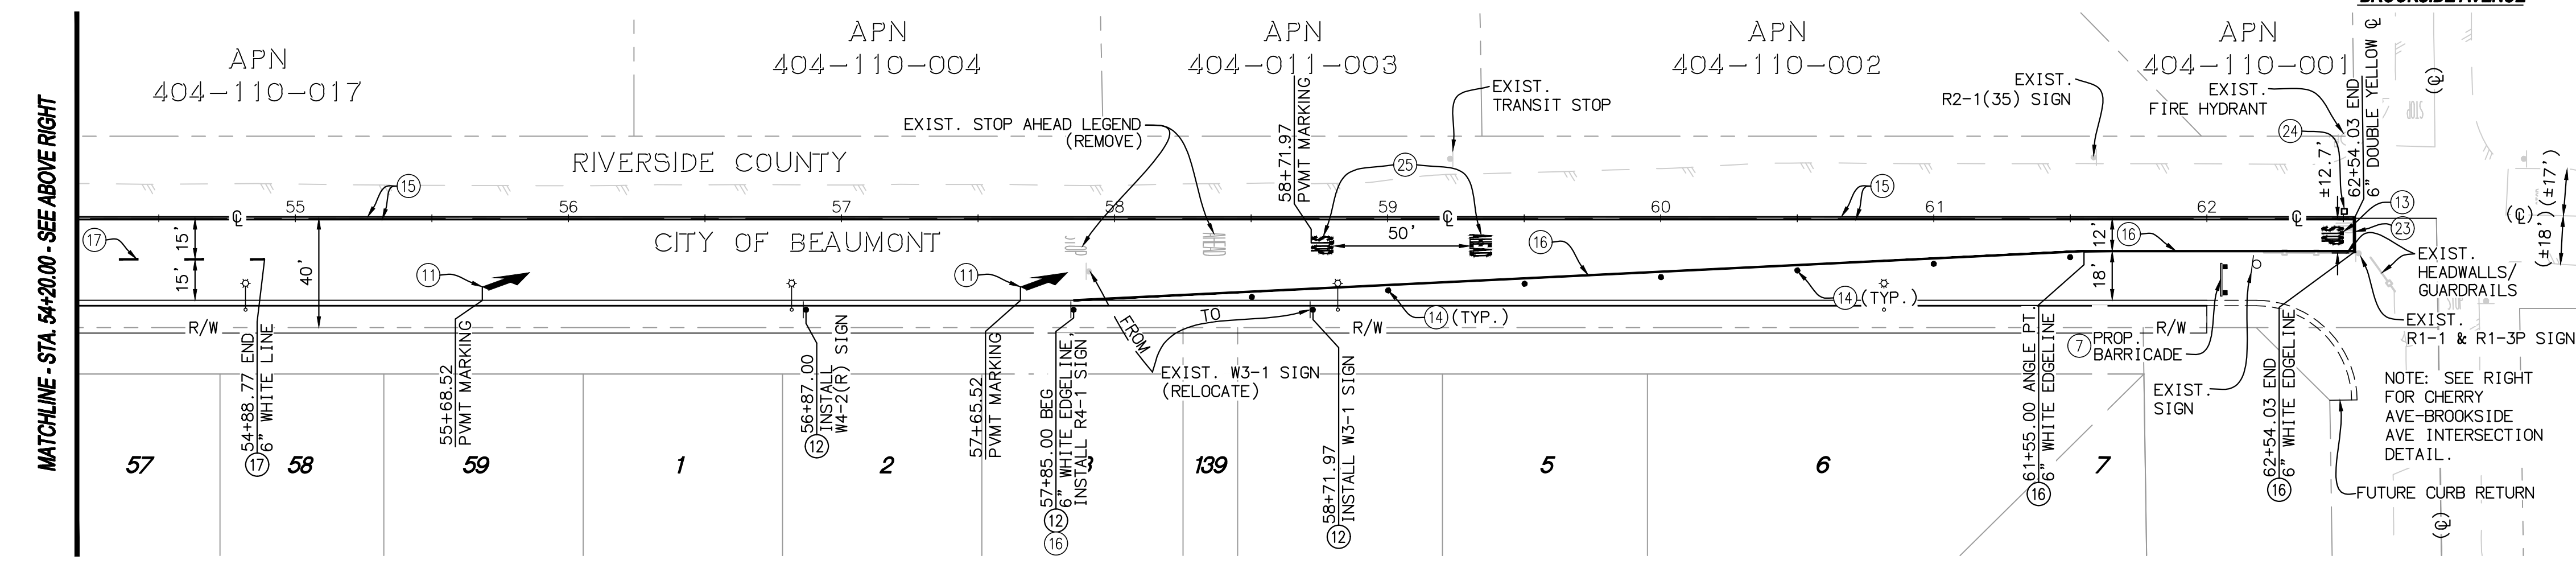 BROOKSIDE AVENUE
MATCHLINE - STA. 54+20.00 - SEE ABOVE RIGHT
APN
404-110-017
APN
404-110-004
APN
404-011-003
APN
404-110-002
APN
404-110-001
RIVERSIDE COUNTY
CITY OF BEAUMONT
EXIST. STOP AHEAD LEGEND
(REMOVE)
58+71.97
PVMT MARKING
EXIST.
TRANSIT STOP
EXIST.
R2-1(35) SIGN
EXIST.
FIRE HYDRANT
24
±12.7'
62+54.03 END
6" DOUBLE YELLOW ℄
(℄)
STOP
15
25
15
55
56
57
58
59
60
61
62
℄
℄
℄
13
23
(℄)
(±17')
(±18')
17
15'
15'
40'
11
11
STOP
AHEAD
50'
16
16
12'
18'
14 (TYP.)
14 (TYP.)
EXIST.
HEADWALLS/
GUARDRAILS
EXIST.
R1-1 & R1-3P SIGN
R/W
R/W
R/W
FROM
TO
EXIST. W3-1 SIGN
(RELOCATE)
7
PROP.
BARRICADE
EXIST.
SIGN
54+88.77 END
6" WHITE LINE
17
55+68.52
PVMT MARKING
56+87.00
INSTALL
W4-2(R) SIGN
12
57+65.52
PVMT MARKING
57+85.00 BEG
6" WHITE EDGELINE,
INSTALL R4-1 SIGN
12
16
58+71.97
INSTALL W3-1 SIGN
12
61+55.00 ANGLE PT.
6" WHITE EDGELINE
16
62+54.03 END
6" WHITE EDGELINE
16
NOTE: SEE RIGHT
FOR CHERRY
AVE-BROOKSIDE
AVE INTERSECTION
DETAIL.
FUTURE CURB RETURN
(℄)
57
58
59
1
2
139
5
6
7